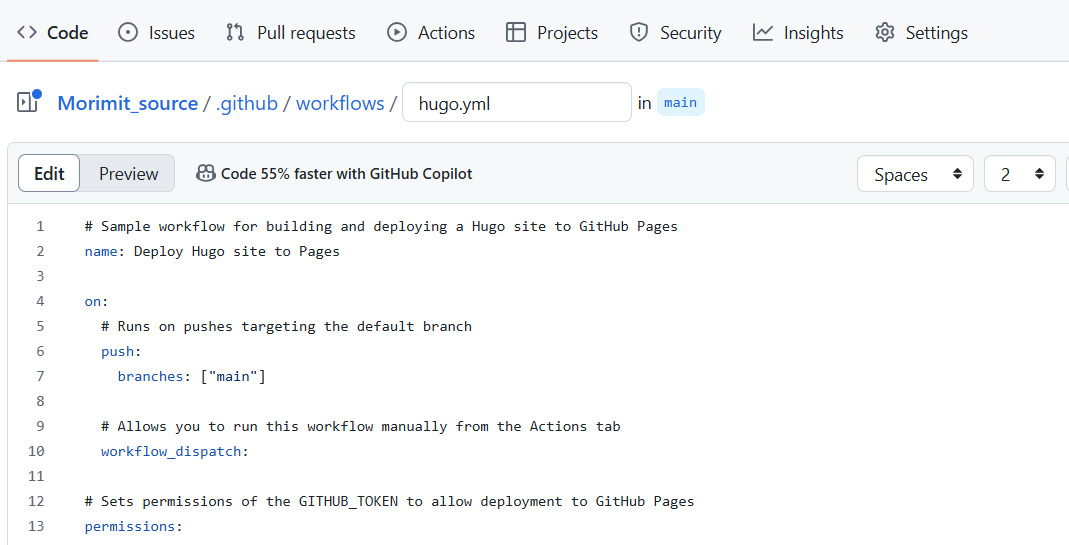 Code Issues Pull requests Actions Projects Security Insights Settings
Morimit_source / .github / workflows / hugo.yml in main
Edit Preview Code 55% faster with GitHub Copilot Spaces 2
1 # Sample workflow for building and deploying a Hugo site to GitHub Pages
2 name: Deploy Hugo site to Pages
3
4 on:
5 # Runs on pushes targeting the default branch
6 push:
7 branches: ["main"]
8
9 # Allows you to run this workflow manually from the Actions tab
10 workflow_dispatch:
11
12 # Sets permissions of the GITHUB_TOKEN to allow deployment to GitHub Pages
13 permissions: